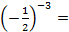 (−1/2)⁻³ =